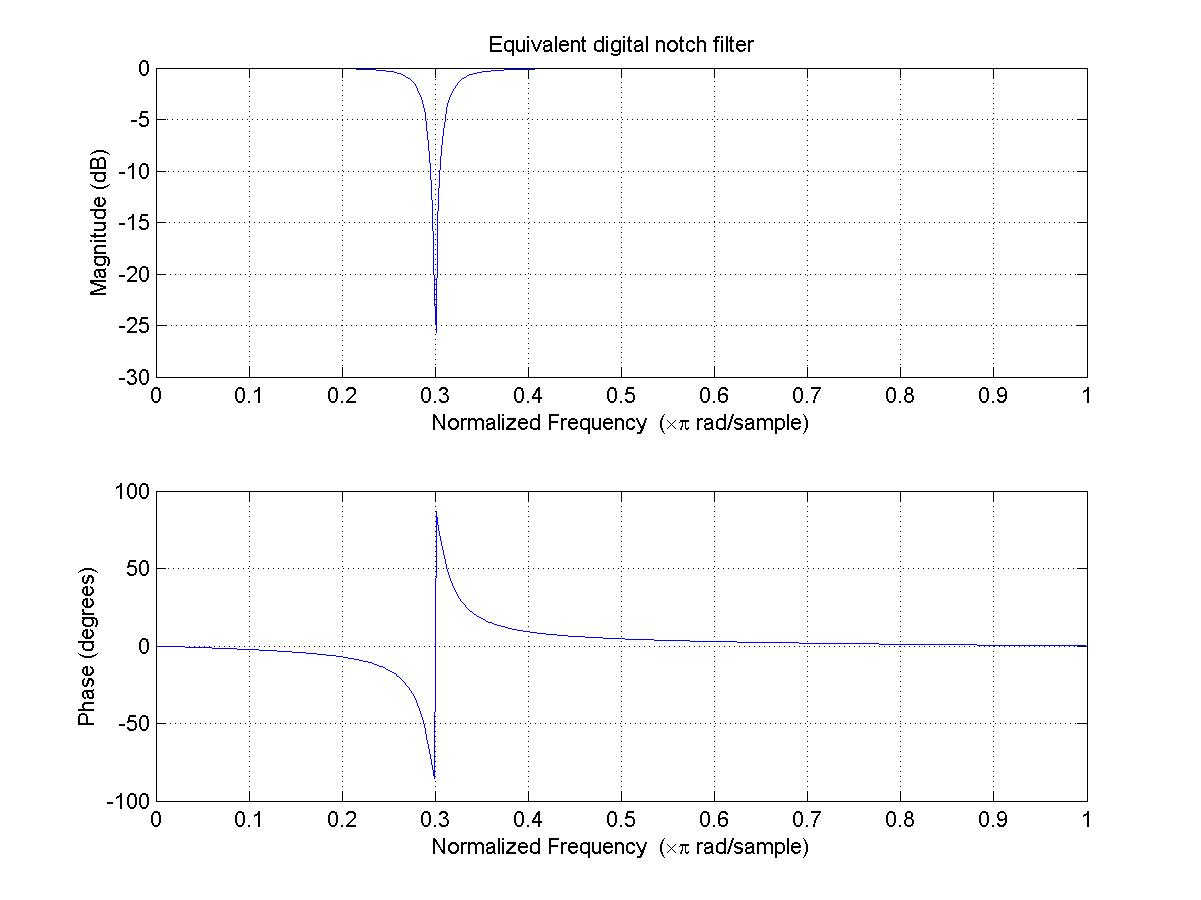 Equivalent digital notch filter
0
-5
-10
-15
-20
-25
-30
Magnitude (dB)
0 0.1 0.2 0.3 0.4 0.5 0.6 0.7 0.8 0.9 1
Normalized Frequency (×π rad/sample)
100
50
0
-50
-100
Phase (degrees)
0 0.1 0.2 0.3 0.4 0.5 0.6 0.7 0.8 0.9 1
Normalized Frequency (×π rad/sample)